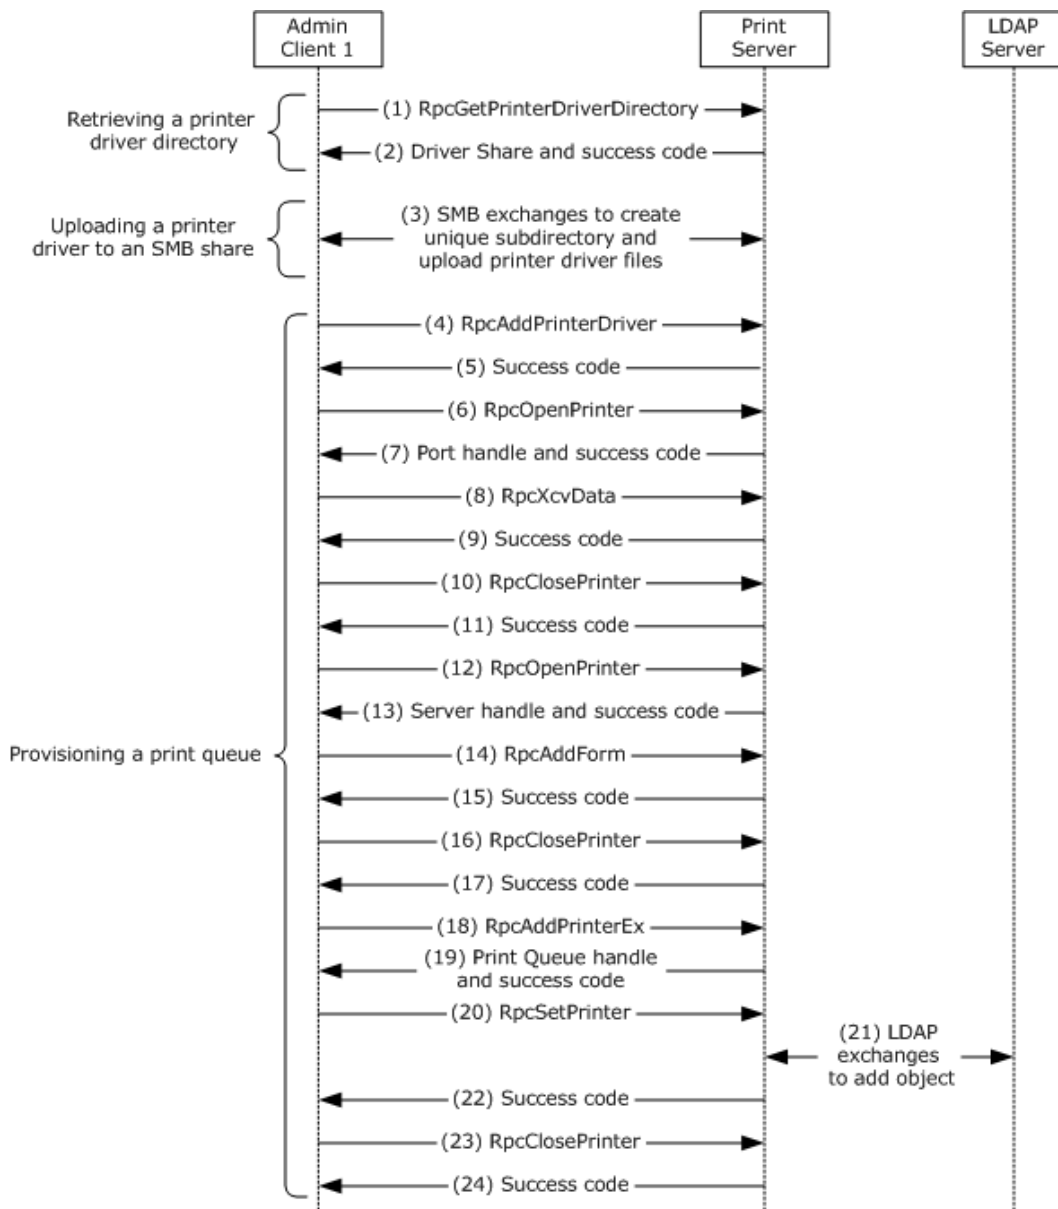 Admin
Client 1
Print
Server
LDAP
Server
Retrieving a printer
driver directory
(1) RpcGetPrinterDriverDirectory
(2) Driver Share and success code
Uploading a printer
driver to an SMB share
(3) SMB exchanges to create
unique subdirectory and
upload printer driver files
Provisioning a print queue
(4) RpcAddPrinterDriver
(5) Success code
(6) RpcOpenPrinter
(7) Port handle and success code
(8) RpcXcvData
(9) Success code
(10) RpcClosePrinter
(11) Success code
(12) RpcOpenPrinter
(13) Server handle and success code
(14) RpcAddForm
(15) Success code
(16) RpcClosePrinter
(17) Success code
(18) RpcAddPrinterEx
(19) Print Queue handle
and success code
(20) RpcSetPrinter
(21) LDAP
exchanges
to add object
(22) Success code
(23) RpcClosePrinter
(24) Success code